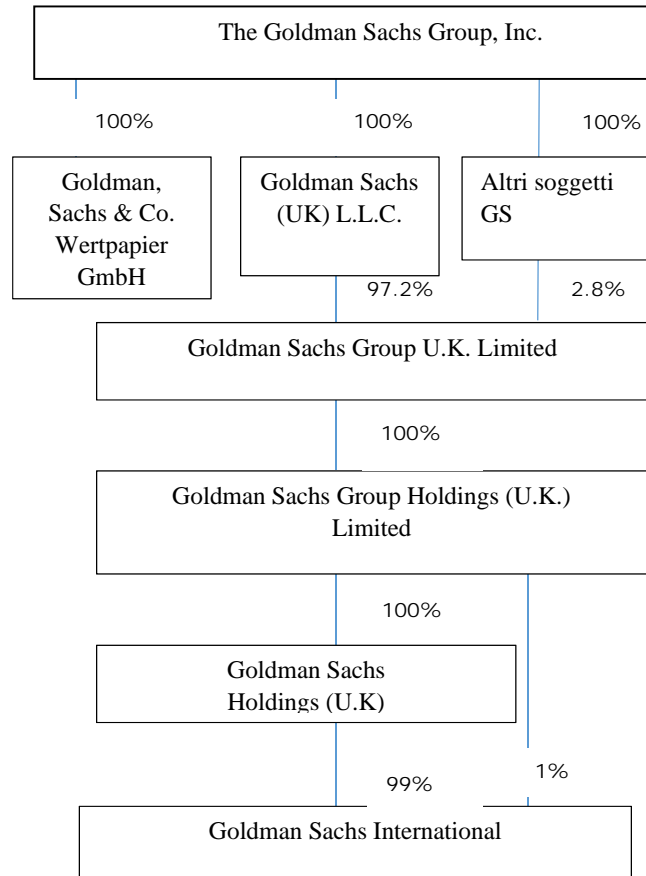 The Goldman Sachs Group, Inc.
100%
100%
100%
Goldman,
Sachs & Co.
Wertpapier
GmbH
Goldman Sachs
(UK) L.L.C.
Altri soggetti
GS
97.2%
2.8%
Goldman Sachs Group U.K. Limited
100%
Goldman Sachs Group Holdings (U.K.)
Limited
100%
Goldman Sachs
Holdings (U.K)
99%
1%
Goldman Sachs International